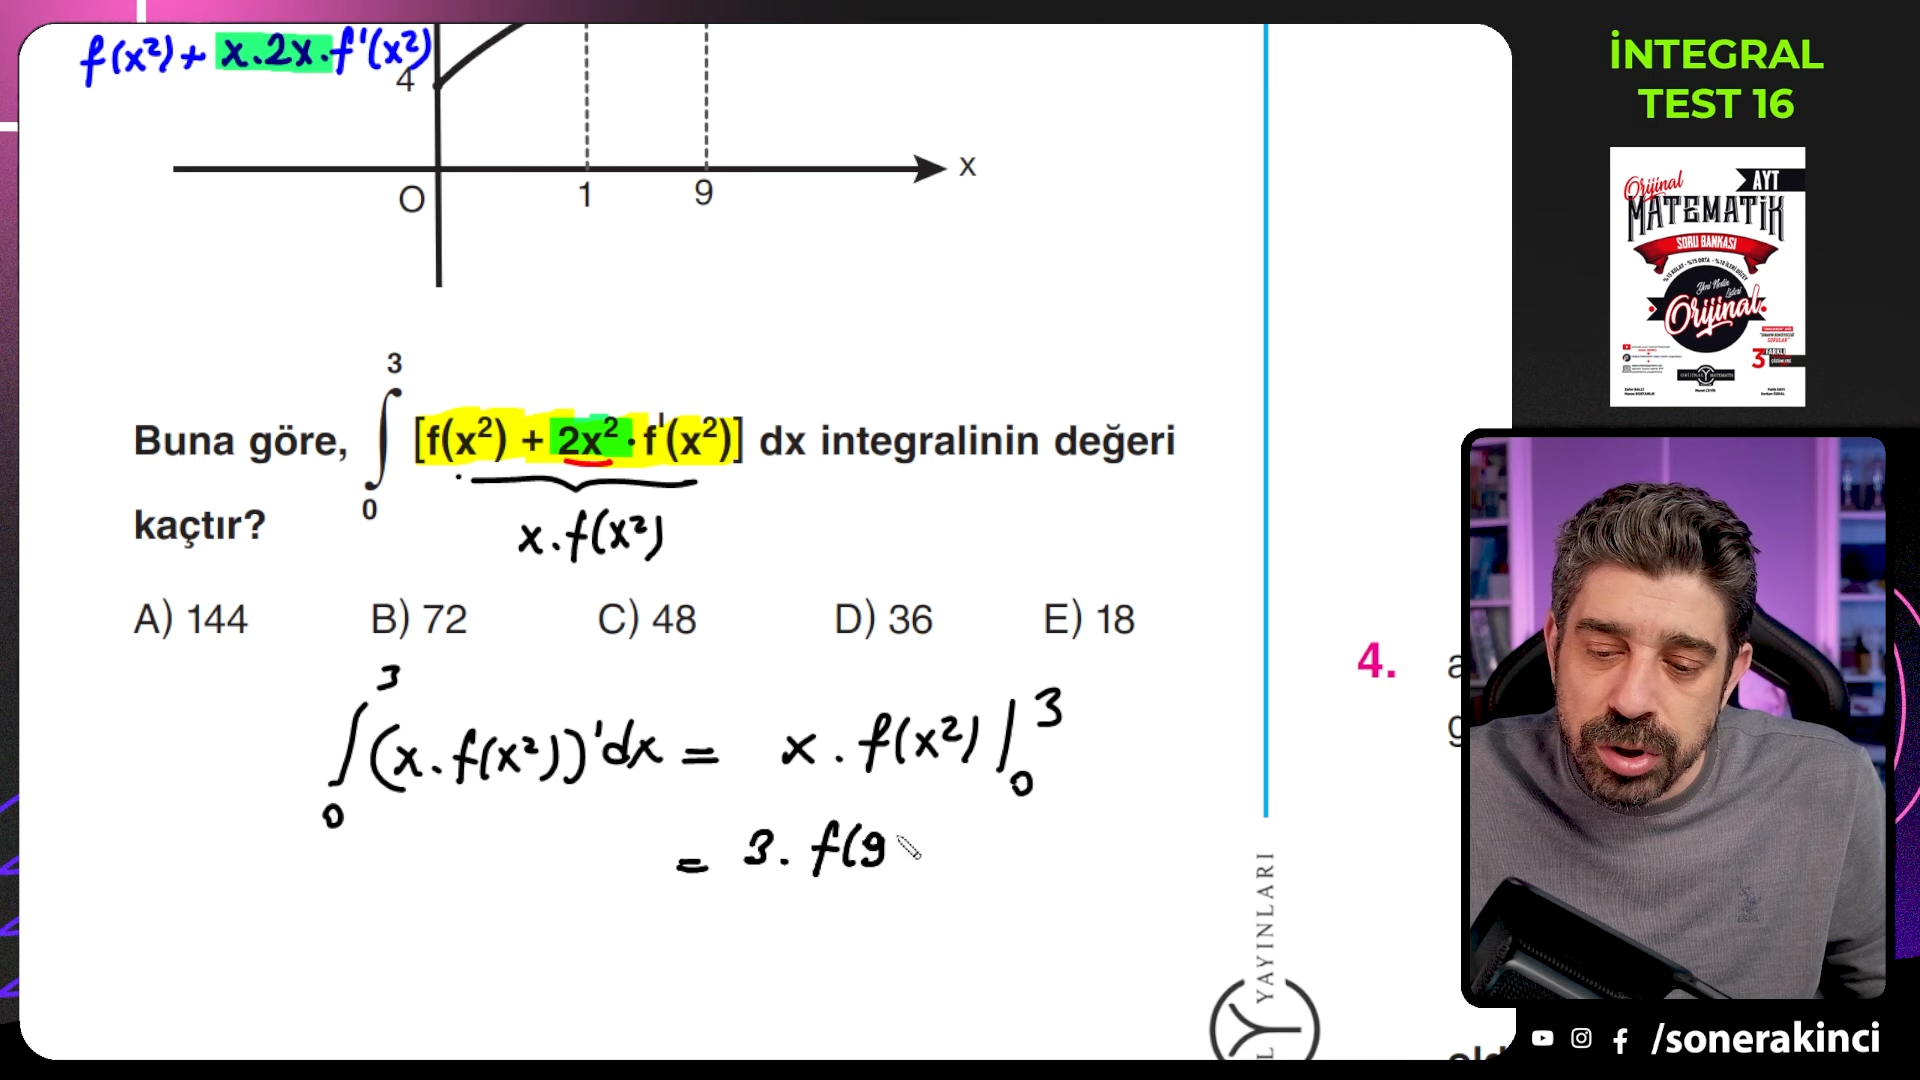 f(x²) + x.2x.f'(x²)
4
x
O
1
9
Buna göre, ∫₀³ [f(x²) + 2x² · f'(x²)] dx integralinin değeri
x.f(x²)
kaçtır?
A) 144 B) 72 C) 48 D) 36 E) 18
∫₀³ (x.f(x²))'dx = x.f(x²)|₀³
= 3.f(9
4.
YAYINLARI
İNTEGRAL
TEST 16
Orijinal
AYT
MATEMATİK
SORU BANKASI
Orijinal
3 FARKLI
/sonerakinci